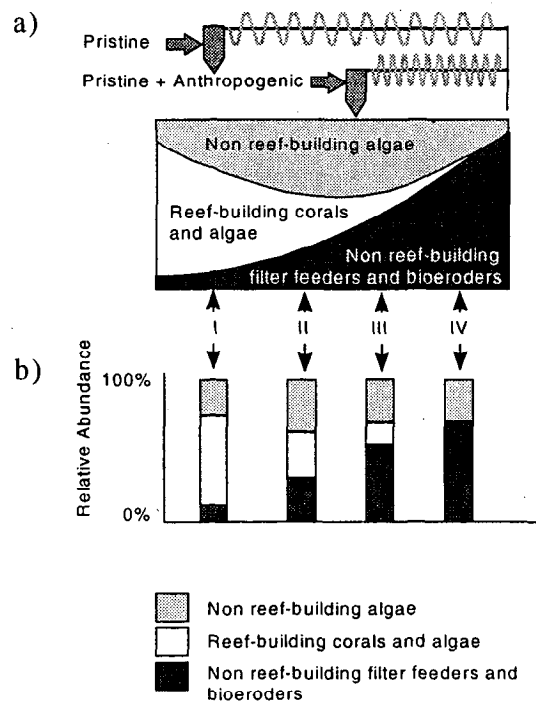 a)
Pristine
Pristine + Anthropogenic
Non reef-building algae
Reef-building corals
and algae
Non reef-building
filter feeders and bioeroders
I
II
III
IV
b)
Relative Abundance
100%
0%
Non reef-building algae
Reef-building corals and algae
Non reef-building filter feeders and
bioeroders